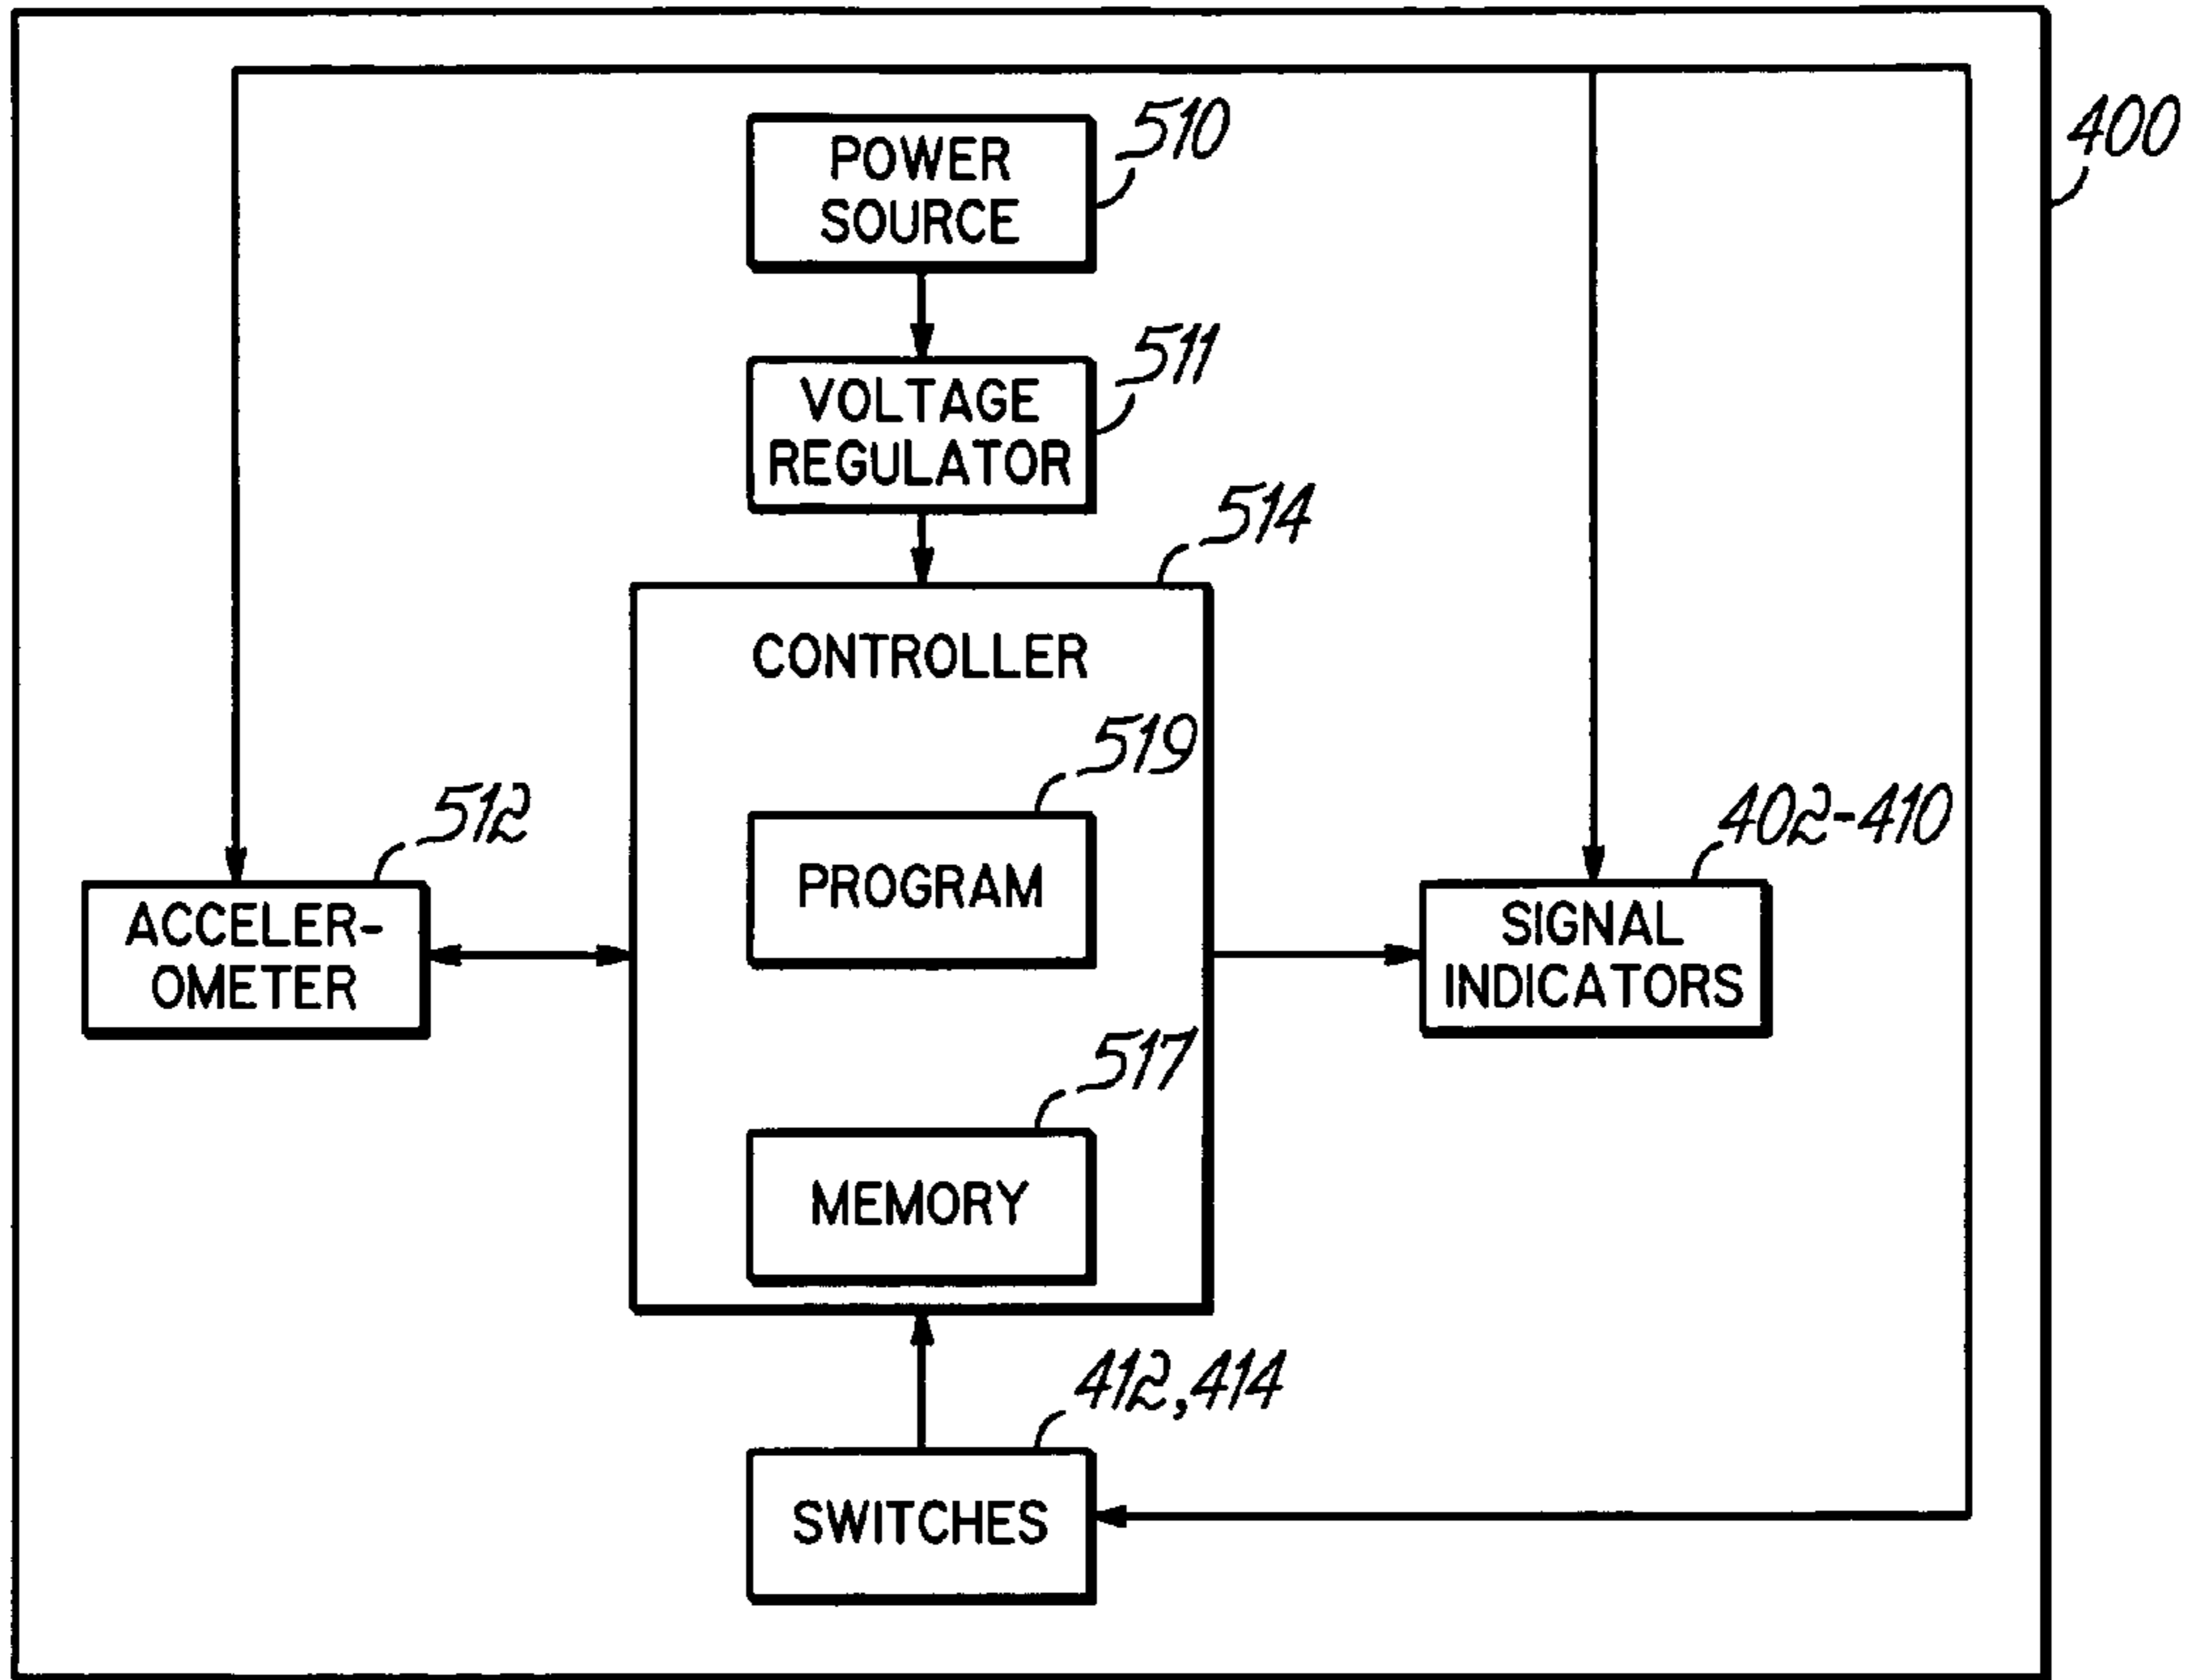 400
510
POWER
SOURCE
511
VOLTAGE
REGULATOR
514
CONTROLLER
519
PROGRAM
512
ACCELER-
OMETER
402-410
SIGNAL
INDICATORS
517
MEMORY
412,414
SWITCHES